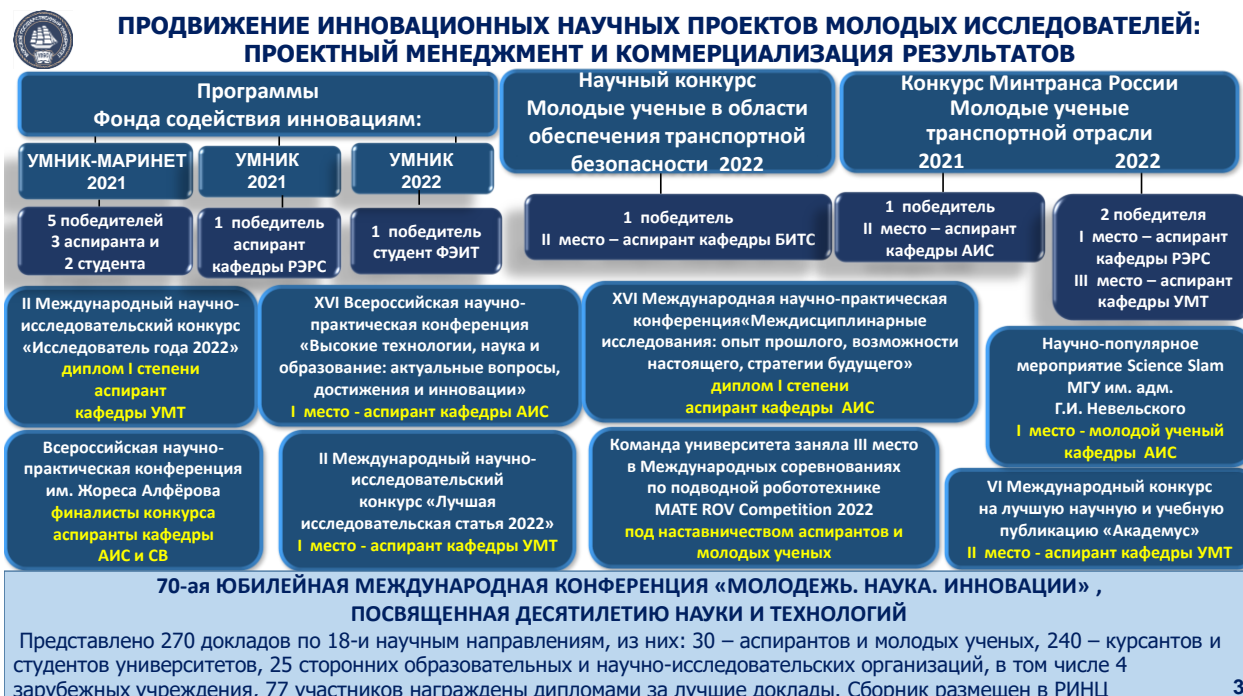 ПРОДВИЖЕНИЕ ИННОВАЦИОННЫХ НАУЧНЫХ ПРОЕКТОВ МОЛОДЫХ ИССЛЕДОВАТЕЛЕЙ:
ПРОЕКТНЫЙ МЕНЕДЖМЕНТ И КОММЕРЦИАЛИЗАЦИЯ РЕЗУЛЬТАТОВ
Программы
Фонда содействия инновациям:
УМНИК-МАРИНЕТ
2021
УМНИК
2021
УМНИК
2022
5 победителей
3 аспиранта и
2 студента
1 победитель
аспирант
кафедры РЭРС
1 победитель
студент ФЭИТ
Научный конкурс
Молодые ученые в области
обеспечения транспортной
безопасности 2022
1 победитель
II место – аспирант кафедры БИТС
Конкурс Минтранса России
Молодые ученые
транспортной отрасли
2021 2022
1 победитель
II место – аспирант
кафедры АИС
2 победителя
I место – аспирант
кафедры РЭРС
III место – аспирант
кафедры УМТ
II Международный научно-
исследовательский конкурс
«Исследователь года 2022»
диплом I степени
аспирант
кафедры УМТ
XVI Всероссийская научно-
практическая конференция
«Высокие технологии, наука и
образование: актуальные вопросы,
достижения и инновации»
I место - аспирант кафедры АИС
XVI Международная научно-практическая
конференция«Междисциплинарные
исследования: опыт прошлого, возможности
настоящего, стратегии будущего»
диплом I степени
аспирант кафедры АИС
Научно-популярное
мероприятие Science Slam
МГУ им. адм.
Г.И. Невельского
I место - молодой ученый
кафедры АИС
Всероссийская научно-
практическая конференция
им. Жореса Алфёрова
финалисты конкурса
аспиранты кафедры
АИС и СВ
II Международный научно-
исследовательский
конкурс «Лучшая
исследовательская статья 2022»
I место - аспирант кафедры УМТ
Команда университета заняла III место
в Международных соревнованиях
по подводной робототехнике
MATE ROV Competition 2022
под наставничеством аспирантов и
молодых ученых
VI Международный конкурс
на лучшую научную и учебную
публикацию «Академус»
II место - аспирант кафедры УМТ
70-ая ЮБИЛЕЙНАЯ МЕЖДУНАРОДНАЯ КОНФЕРЕНЦИЯ «МОЛОДЕЖЬ. НАУКА. ИННОВАЦИИ» ,
ПОСВЯЩЕННАЯ ДЕСЯТИЛЕТИЮ НАУКИ И ТЕХНОЛОГИЙ
Представлено 270 докладов по 18-и научным направлениям, из них: 30 – аспирантов и молодых ученых, 240 – курсантов и
студентов университетов, 25 сторонних образовательных и научно-исследовательских организаций, в том числе 4
зарубежных учреждения, 77 участников награждены дипломами за лучшие доклады. Сборник размещен в РИНЦ
3